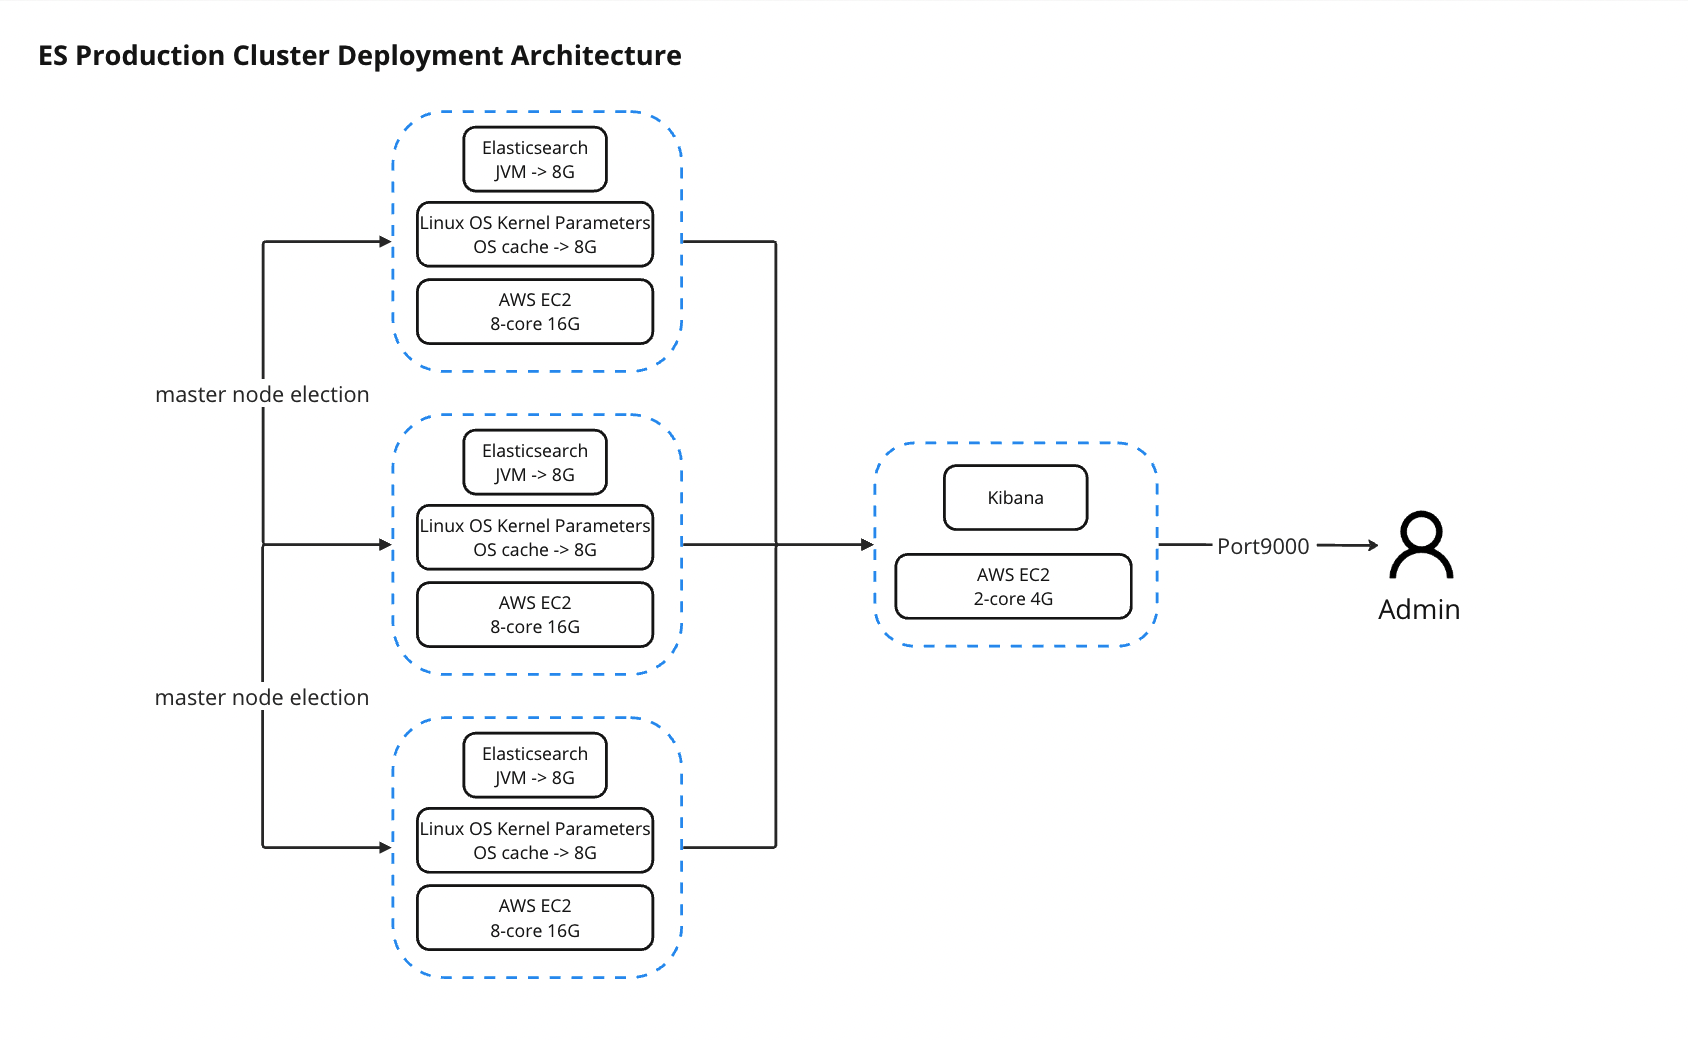 ES Production Cluster Deployment Architecture
Elasticsearch
JVM -> 8G
Linux OS Kernel Parameters
OS cache -> 8G
AWS EC2
8-core 16G
master node election
Elasticsearch
JVM -> 8G
Linux OS Kernel Parameters
OS cache -> 8G
AWS EC2
8-core 16G
Kibana
AWS EC2
2-core 4G
Port9000
Admin
master node election
Elasticsearch
JVM -> 8G
Linux OS Kernel Parameters
OS cache -> 8G
AWS EC2
8-core 16G